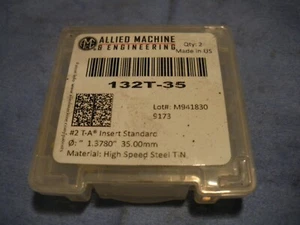 ALLIED MACHINE
& ENGINEERING
Qty: 2
Made in US
132T-35
Lot#: M941830
5173
#2 T-A® Insert Standard
Ø: " 1.3780" 35.00mm
Material: High Speed Steel TiN